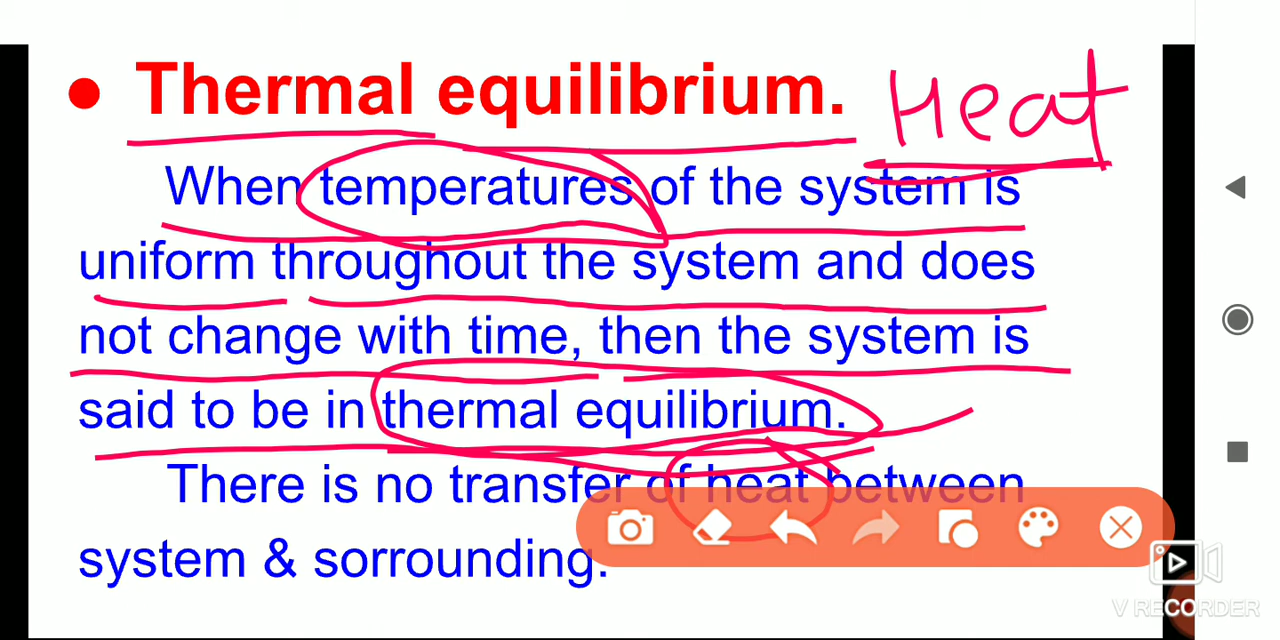 ● Thermal equilibrium. Heat
When temperatures of the system is
uniform throughout the system and does
not change with time, then the system is
said to be in thermal equilibrium.
There is no transfer of heat between
system & sorrounding.
V RECORDER